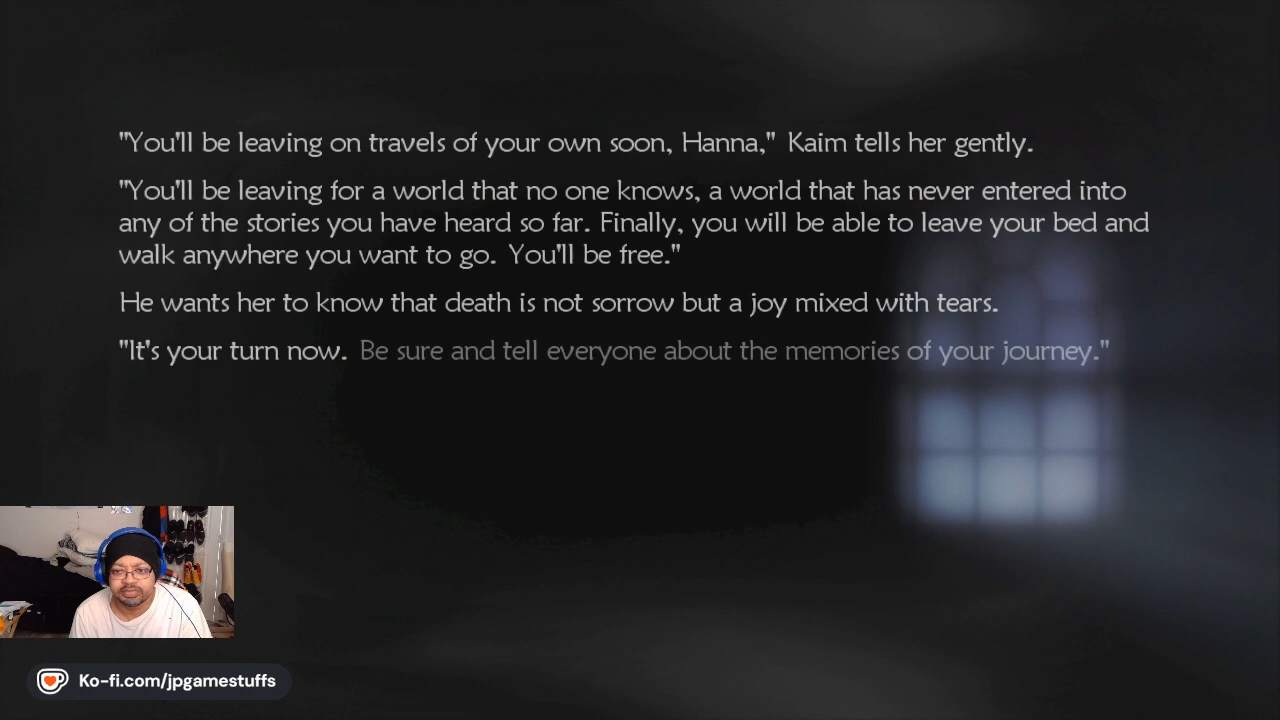 "You'll be leaving on travels of your own soon, Hanna," Kaim tells her gently.
"You'll be leaving for a world that no one knows, a world that has never entered into
any of the stories you have heard so far. Finally, you will be able to leave your bed and
walk anywhere you want to go. You'll be free."
He wants her to know that death is not sorrow but a joy mixed with tears.
"It's your turn now. Be sure and tell everyone about the memories of your journey."
Ko-fi.com/jpgamestuffs